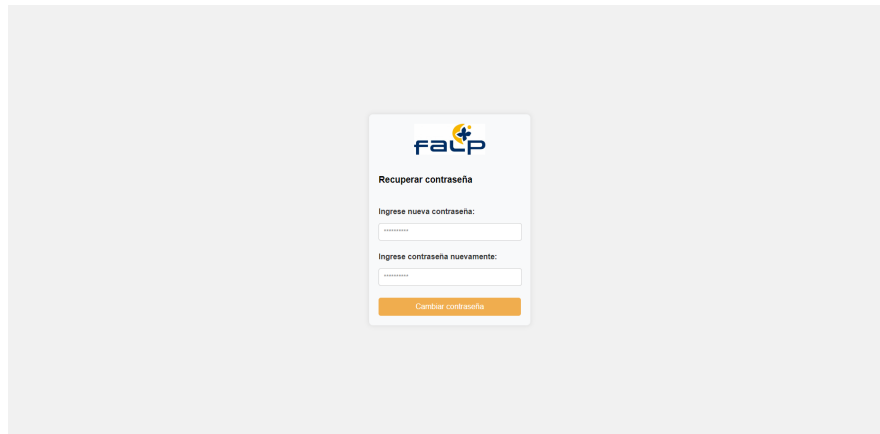 falp
Recuperar contraseña
Ingrese nueva contraseña:
**********
Ingrese contraseña nuevamente:
**********
Cambiar contraseña